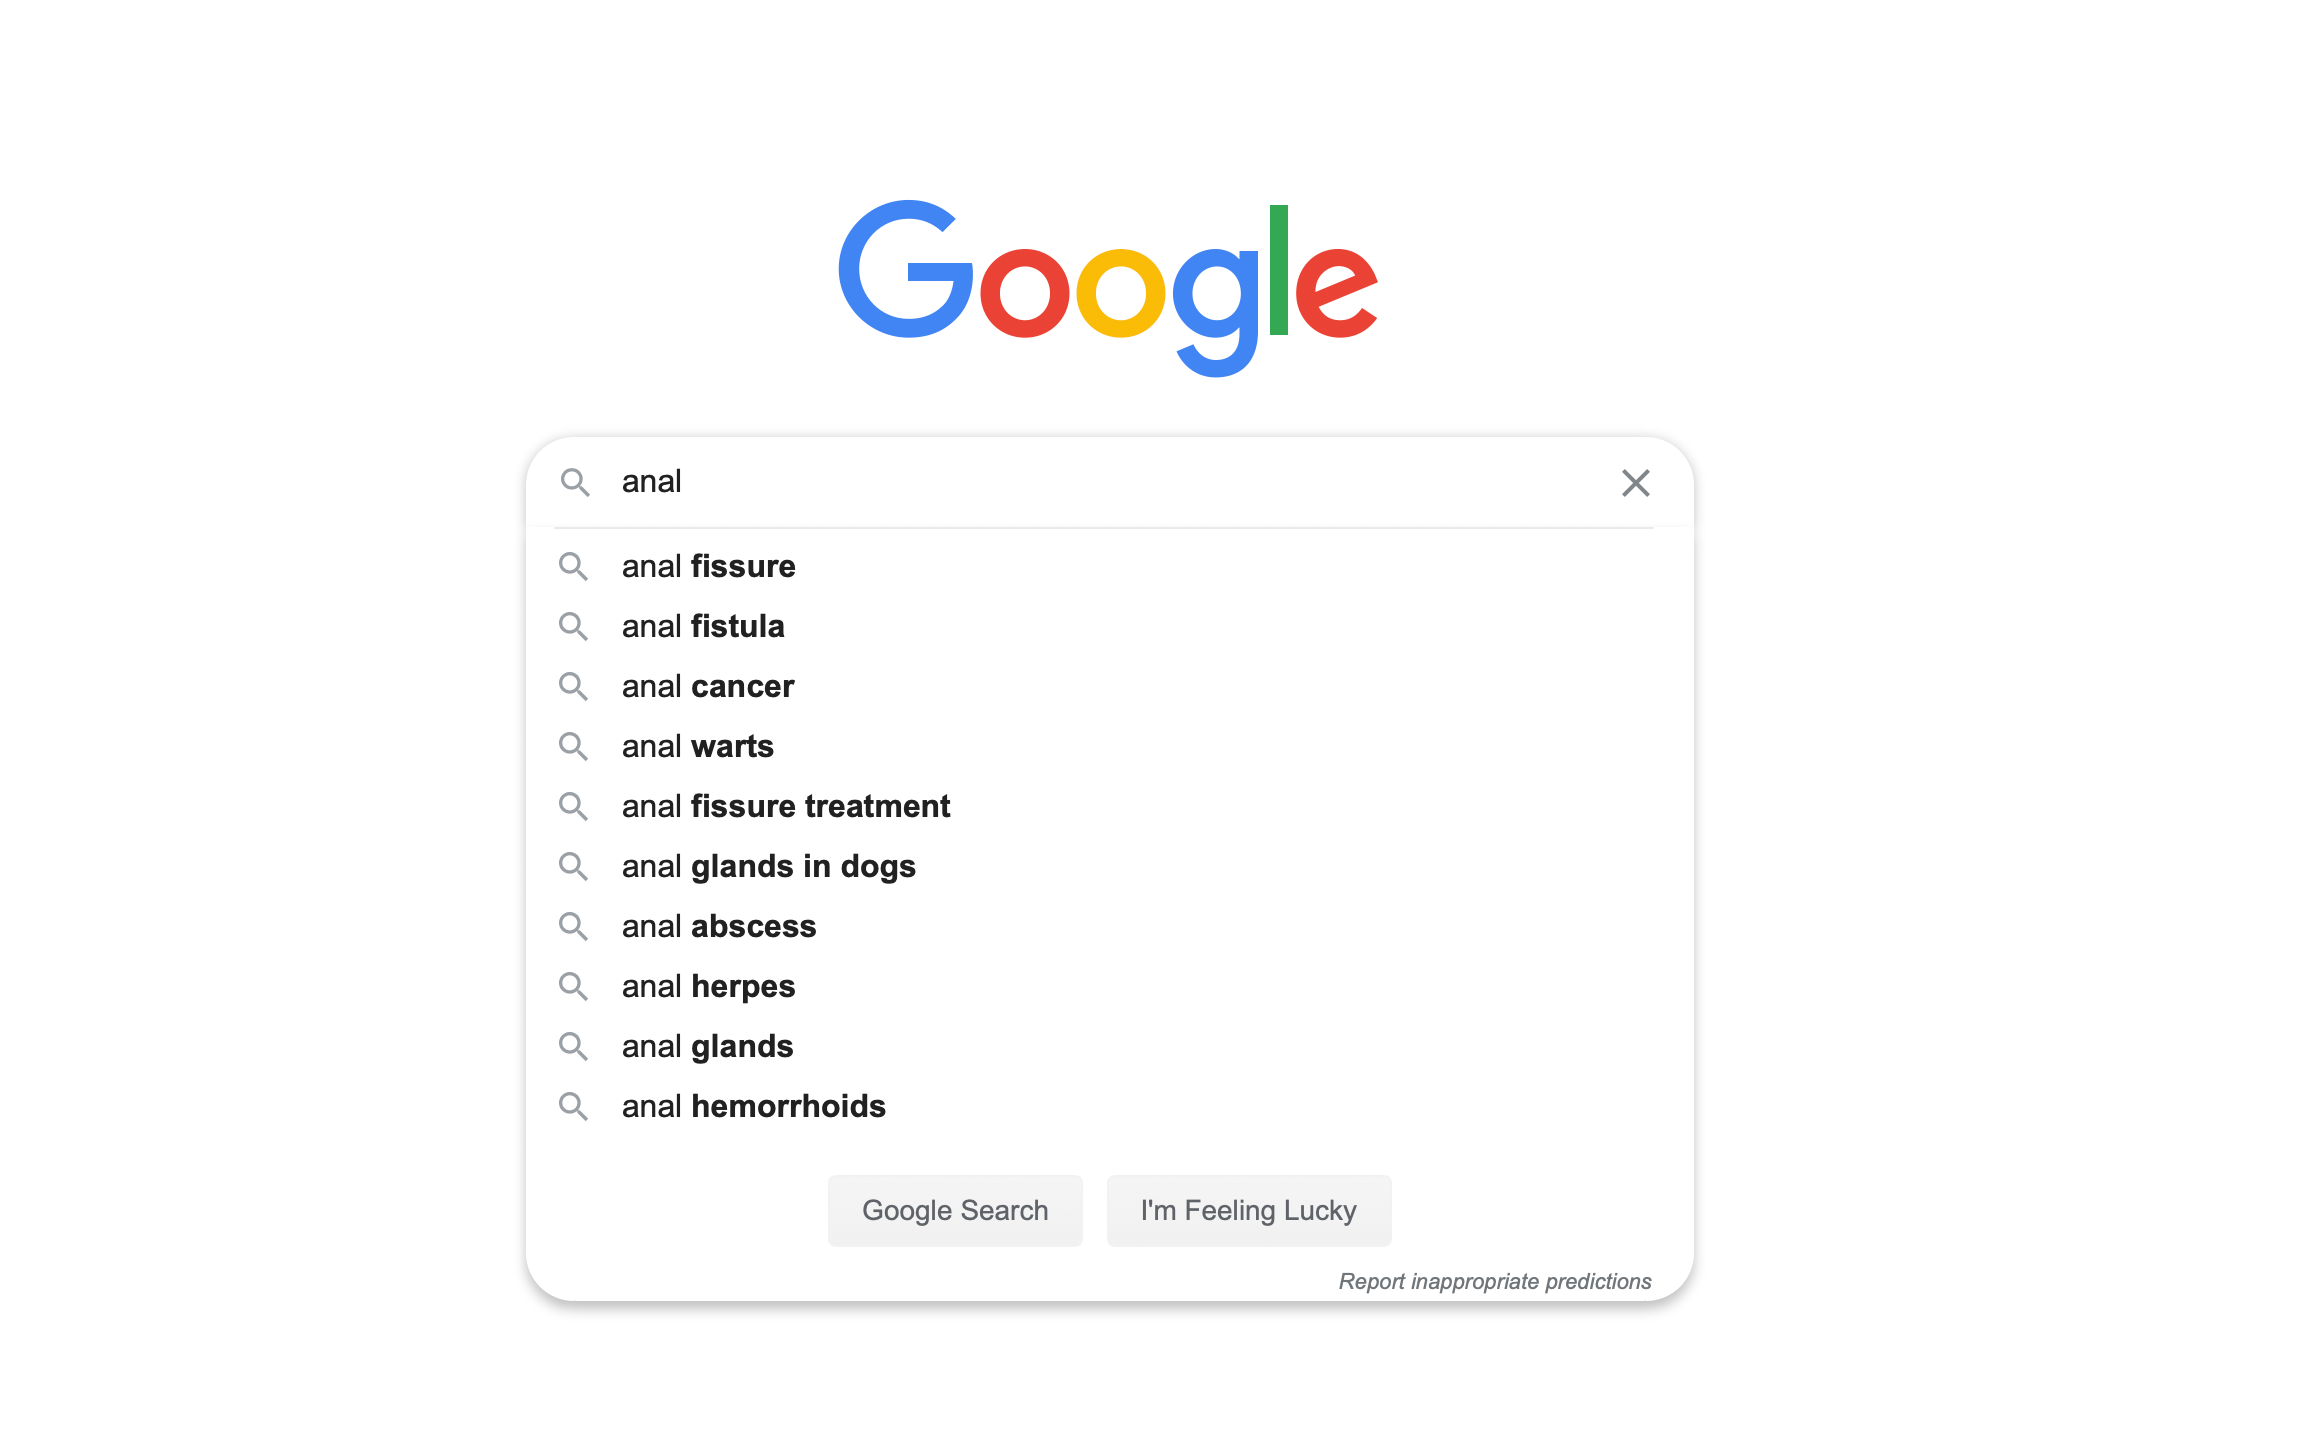 Google
anal
anal fissure
anal fistula
anal cancer
anal warts
anal fissure treatment
anal glands in dogs
anal abscess
anal herpes
anal glands
anal hemorrhoids
Google Search
I'm Feeling Lucky
Report inappropriate predictions